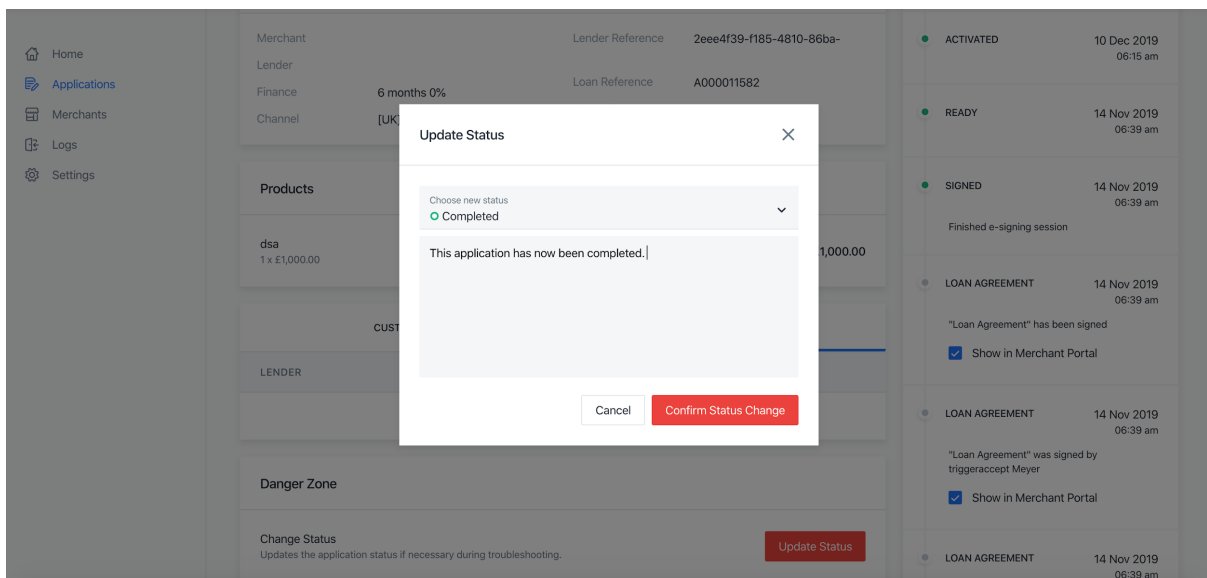 Home
Applications
Merchants
Logs
Settings
Merchant
Lender
Finance 6 months 0%
Channel [UK]
Lender Reference 2eee4f39-f185-4810-86ba-
Loan Reference A000011582
Products
dsa
1 x £1,000.00
1,000.00
CUST
LENDER
Danger Zone
Change Status
Updates the application status if necessary during troubleshooting.
Update Status
Update Status
Choose new status
Completed
This application has now been completed.
Cancel Confirm Status Change
ACTIVATED 10 Dec 2019
06:15 am
READY 14 Nov 2019
06:39 am
SIGNED 14 Nov 2019
06:39 am
Finished e-signing session
LOAN AGREEMENT 14 Nov 2019
06:39 am
"Loan Agreement" has been signed
Show in Merchant Portal
LOAN AGREEMENT 14 Nov 2019
06:39 am
"Loan Agreement" was signed by
triggeraccept Meyer
Show in Merchant Portal
LOAN AGREEMENT 14 Nov 2019
06:39 am